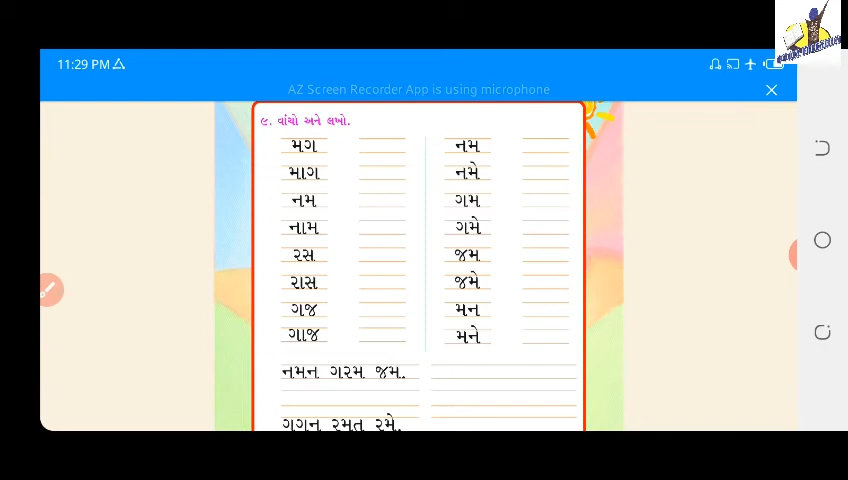 11:29 PM
AZ Screen Recorder App is using microphone
૯. વાંચો અને લખો.
મગ
માગ
નમ
નામ
રસ
રાસ
ગજ
ગાજ
નમ
નમે
ગમ
ગમે
જમ
જમે
મન
મને
નમન ગરમ જમ.
ગગન રમત રમે.